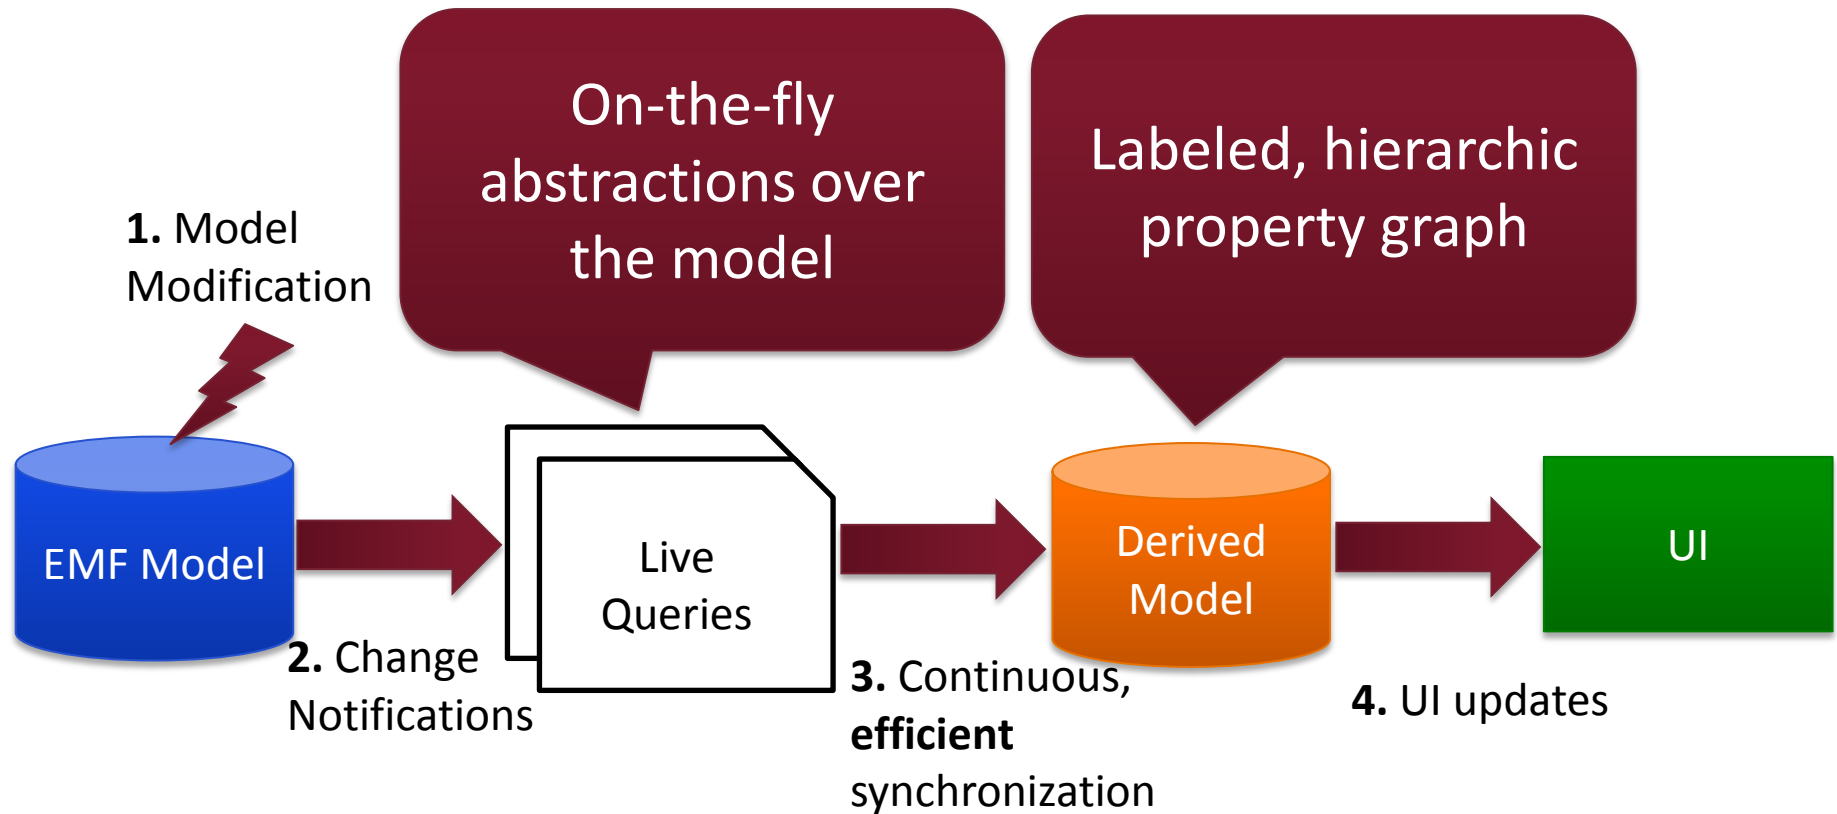 On-the-fly
abstractions over
the model
Labeled, hierarchic
property graph
1. Model
Modification
EMF Model
Live
Queries
Derived
Model
UI
2. Change
Notifications
3. Continuous,
efficient
synchronization
4. UI updates